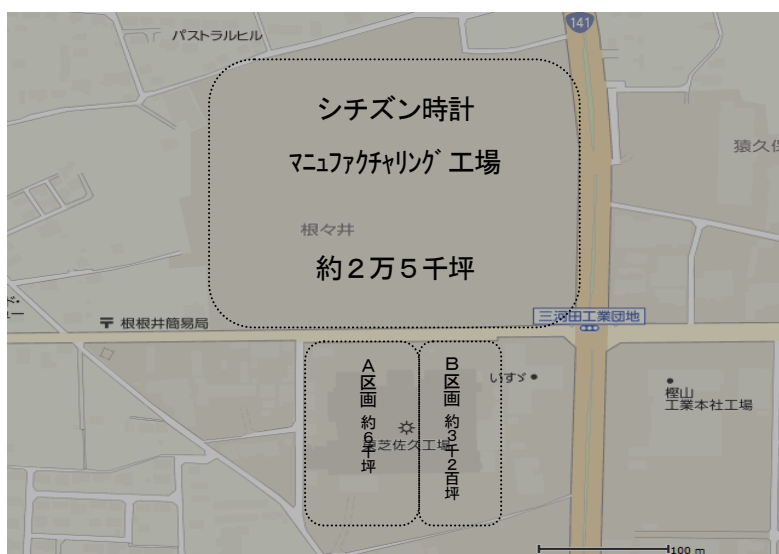 パストラルヒル
141
シチズン時計
ﾏﾆｭﾌｧｸﾁｬﾘﾝｸﾞ 工場
猿久保
根々井
約２万５千坪
〒 根根井簡易局
三河田工業団地
Ａ区画 約６千坪
Ｂ区画 約３千２百坪
いすゞ
樫山
工業本社工場
芝佐久工場
100 m